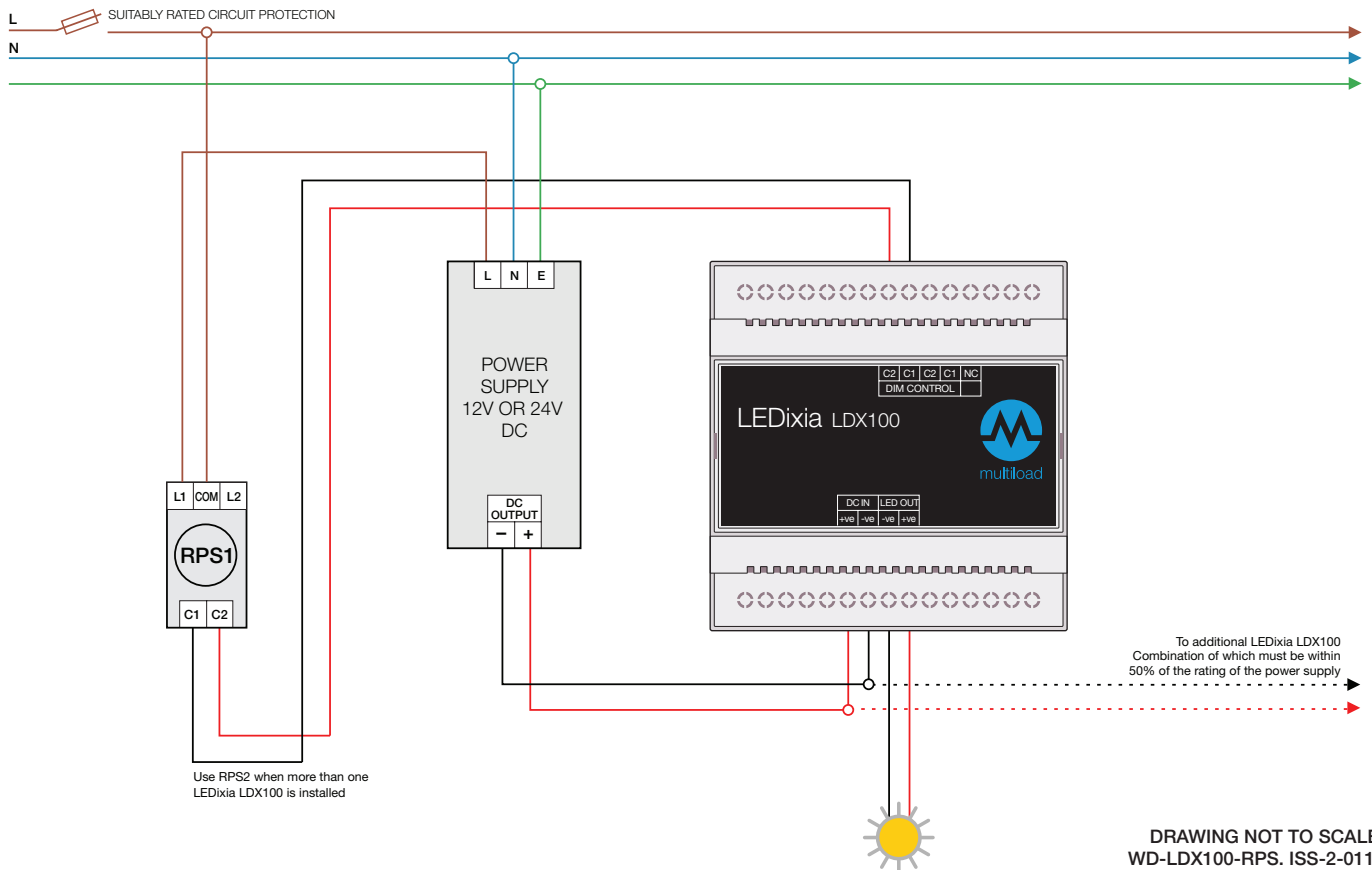 L
SUITABLY RATED CIRCUIT PROTECTION
N
L N E
POWER
SUPPLY
12V OR 24V
DC
DC
OUTPUT
− +
C2 C1 C2 C1 NC
DIM CONTROL
LEDixia LDX100
multiload
DC IN LED OUT
+ve -ve -ve +ve
L1 COM L2
RPS1
C1 C2
Use RPS2 when more than one
LEDixia LDX100 is installed
To additional LEDixia LDX100
Combination of which must be within
50% of the rating of the power supply
DRAWING NOT TO SCALE
WD-LDX100-RPS. ISS-2-011